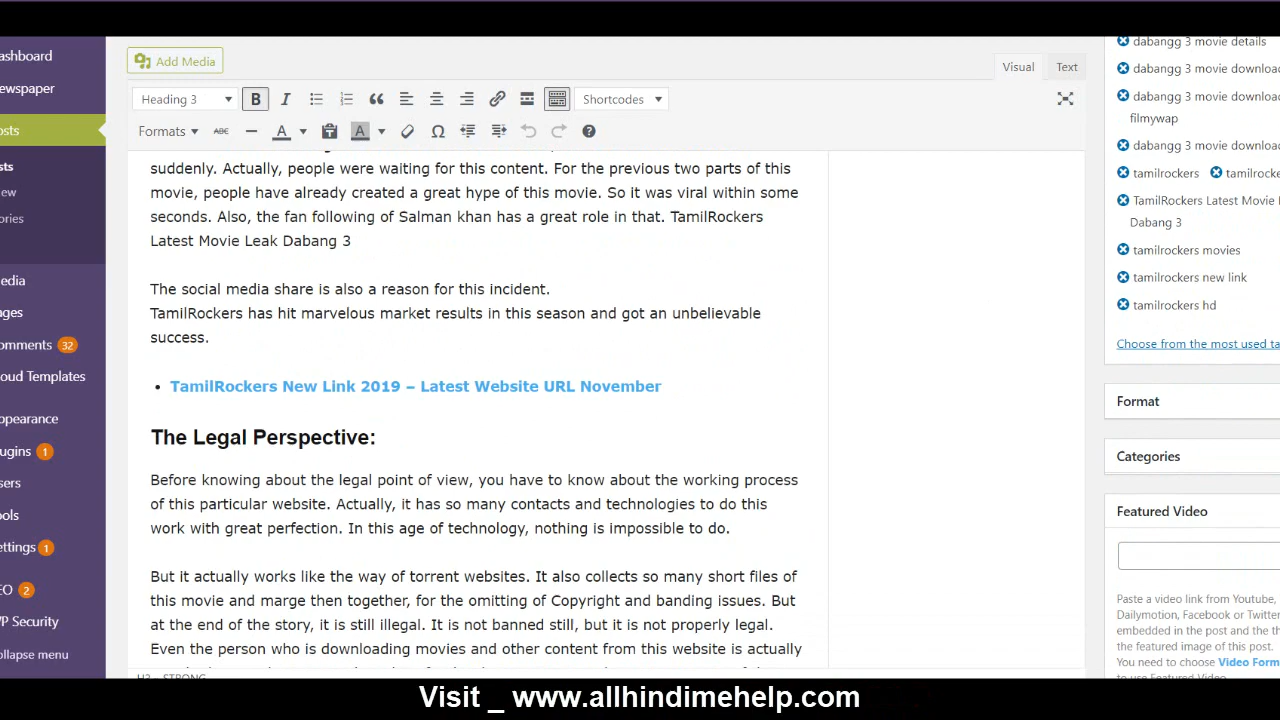 Add Media
Visual Text
Heading 3
B I
Shortcodes
Formats
ABC
A
A
suddenly. Actually, people were waiting for this content. For the previous two parts of this
movie, people have already created a great hype of this movie. So it was viral within some
seconds. Also, the fan following of Salman khan has a great role in that. TamilRockers
Latest Movie Leak Dabang 3
The social media share is also a reason for this incident.
TamilRockers has hit marvelous market results in this season and got an unbelievable
success.
• TamilRockers New Link 2019 – Latest Website URL November
The Legal Perspective:
Before knowing about the legal point of view, you have to know about the working process
of this particular website. Actually, it has so many contacts and technologies to do this
work with great perfection. In this age of technology, nothing is impossible to do.
But it actually works like the way of torrent websites. It also collects so many short files of
this movie and marge then together, for the omitting of Copyright and banding issues. But
at the end of the story, it is still illegal. It is not banned still, but it is not properly legal.
Even the person who is downloading movies and other content from this website is actually
ashboard
ewspaper
osts
sts
ew
ories
edia
ages
omments 32
oud Templates
ppearance
ugins 1
sers
ols
ettings 1
EO 2
P Security
ollapse menu
dabangg 3 movie details
dabangg 3 movie downloa
dabangg 3 movie downloa
filmywap
dabangg 3 movie downloa
tamilrockers tamilrocke
TamilRockers Latest Movie
Dabang 3
tamilrockers movies
tamilrockers new link
tamilrockers hd
Choose from the most used ta
Format
Categories
Featured Video
Paste a video link from Youtube,
Dailymotion, Facebook or Twitter
embedded in the post and the th
the featured image of this post.
You need to choose Video Form
to use Featured Video.
Visit _ www.allhindimehelp.com